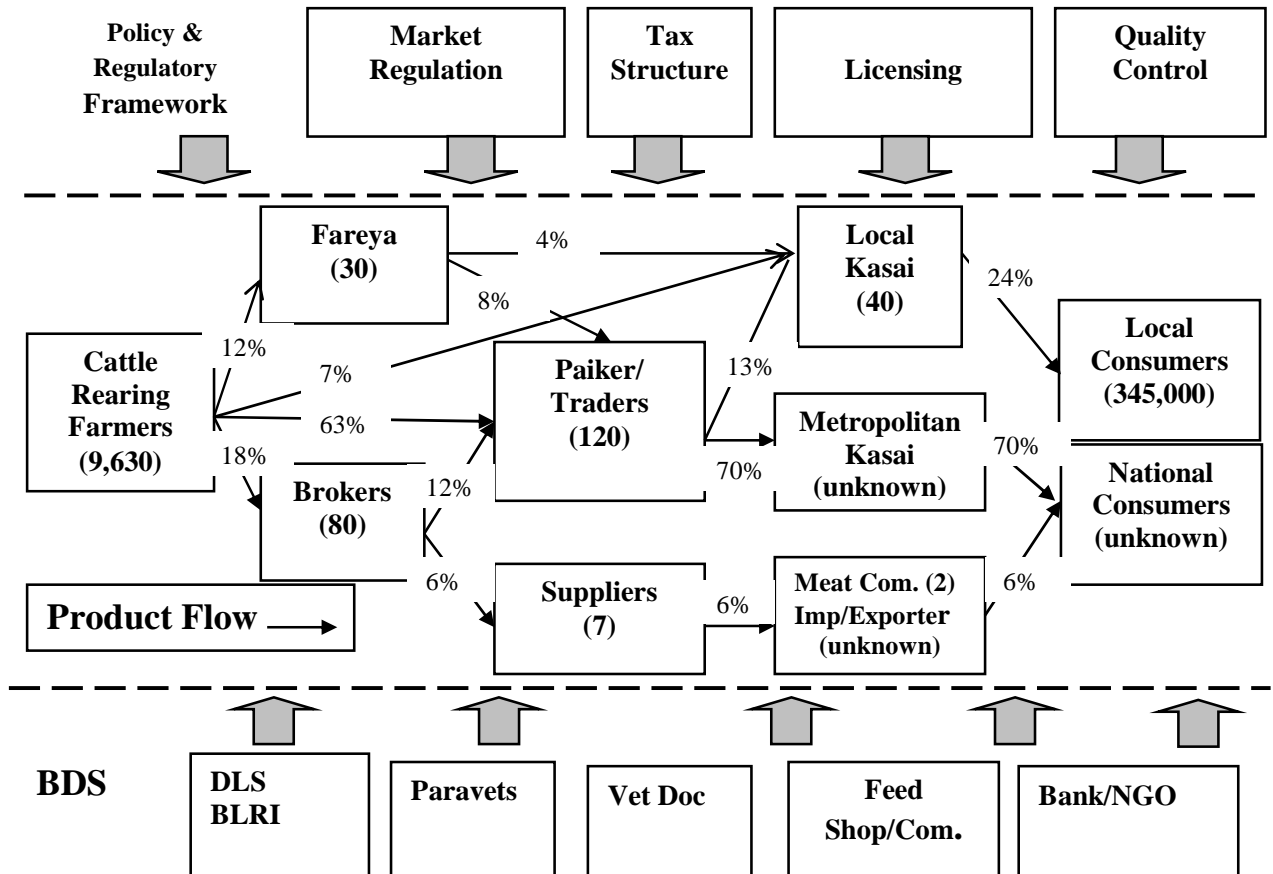 Policy &
Regulatory
Framework
Market
Regulation
Tax
Structure
Licensing
Quality
Control
Fareya
(30)
4%
8%
Local
Kasai
(40)
24%
Cattle
Rearing
Farmers
(9,630)
12%
7%
63%
18%
Paiker/
Traders
(120)
13%
70%
Local
Consumers
(345,000)
Metropolitan
Kasai
(unknown)
70%
National
Consumers
(unknown)
Brokers
(80)
12%
6%
Suppliers
(7)
6%
Meat Com. (2)
Imp/Exporter
(unknown)
6%
Product Flow
BDS
DLS
BLRI
Paravets
Vet Doc
Feed
Shop/Com.
Bank/NGO